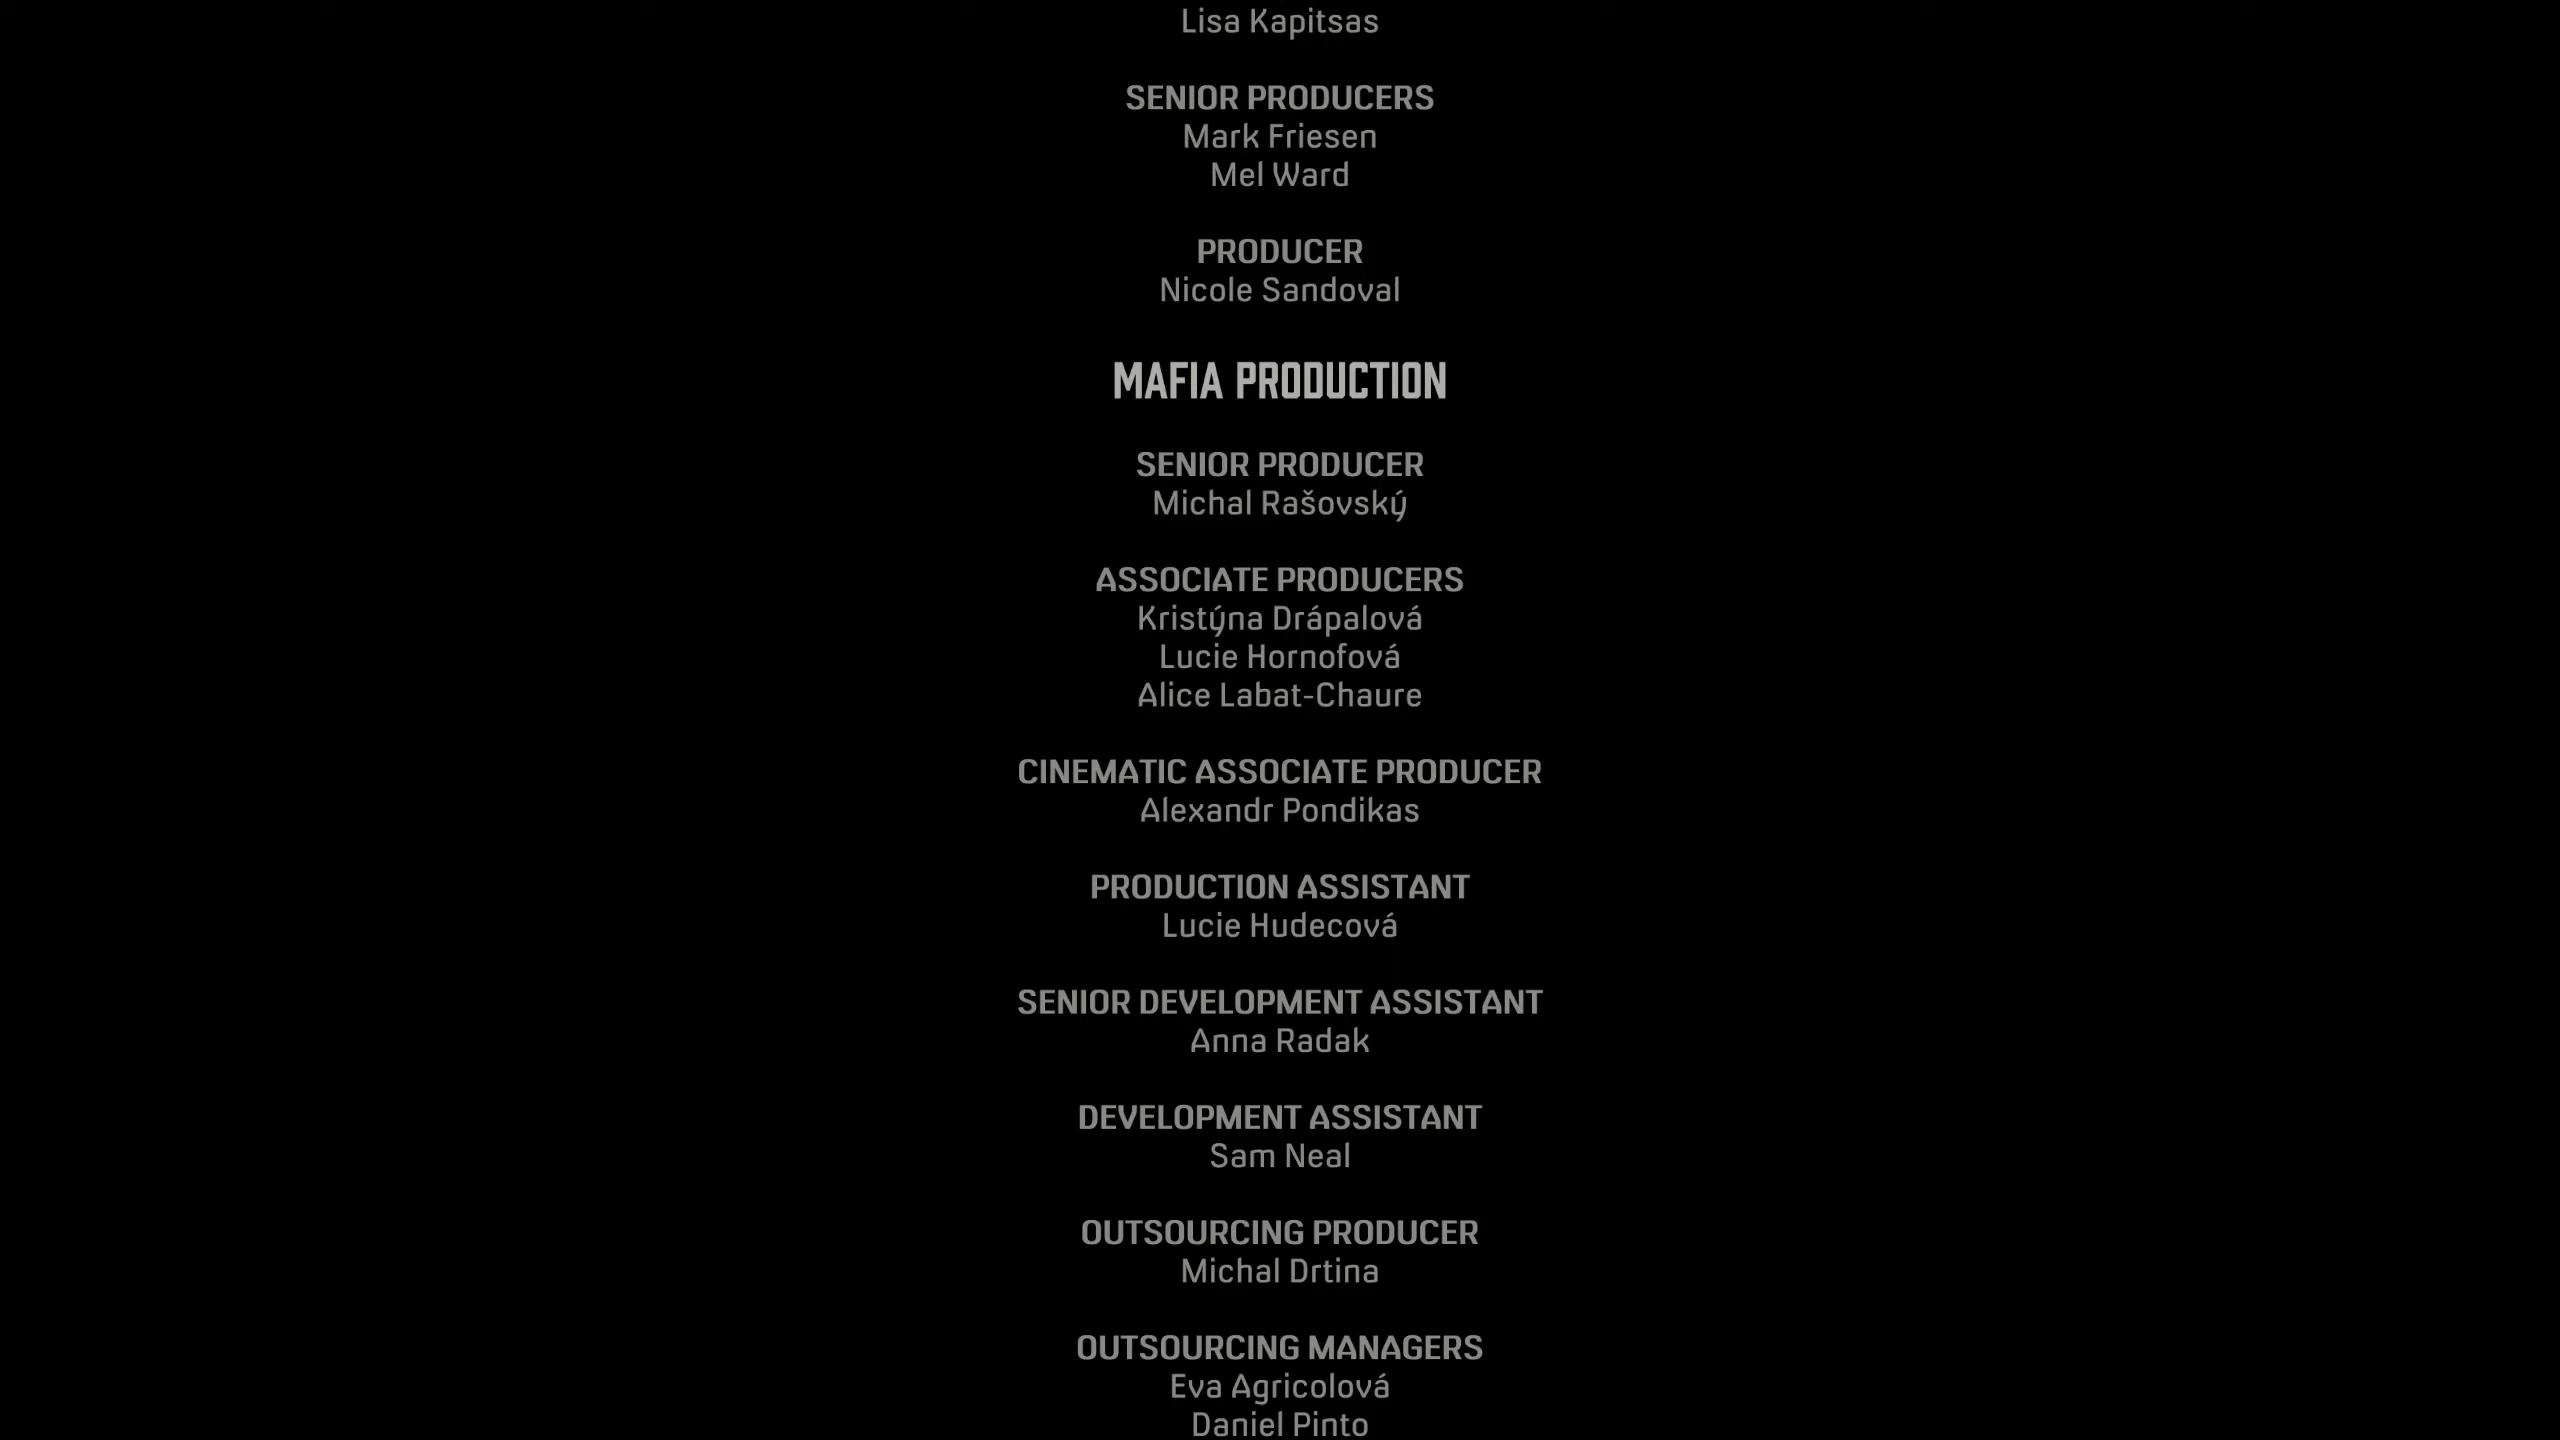 Lisa Kapitsas
SENIOR PRODUCERS
Mark Friesen
Mel Ward
PRODUCER
Nicole Sandoval
MAFIA PRODUCTION
SENIOR PRODUCER
Michal Rašovský
ASSOCIATE PRODUCERS
Kristýna Drápalová
Lucie Hornofová
Alice Labat-Chaure
CINEMATIC ASSOCIATE PRODUCER
Alexandr Pondikas
PRODUCTION ASSISTANT
Lucie Hudecová
SENIOR DEVELOPMENT ASSISTANT
Anna Radak
DEVELOPMENT ASSISTANT
Sam Neal
OUTSOURCING PRODUCER
Michal Drtina
OUTSOURCING MANAGERS
Eva Agricolová
Daniel Pinto